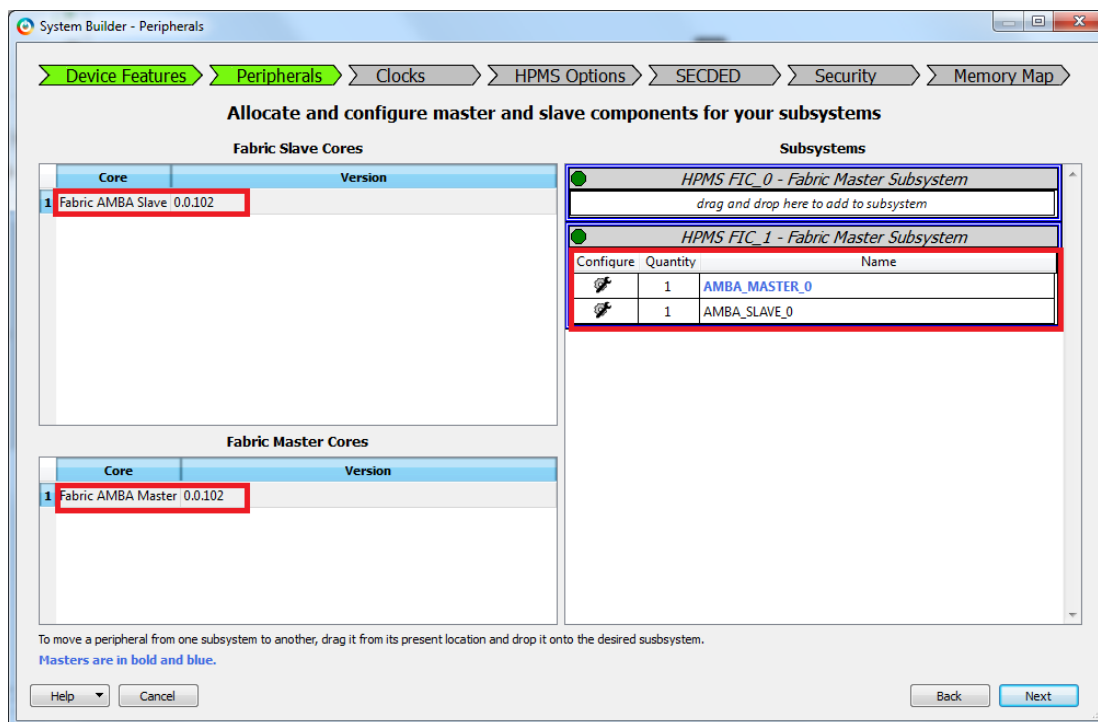 System Builder - Peripherals
Device Features Peripherals Clocks HPMS Options SECDED Security Memory Map
Allocate and configure master and slave components for your subsystems
Fabric Slave Cores
Core Version
1 Fabric AMBA Slave 0.0.102
Fabric Master Cores
Core Version
1 Fabric AMBA Master 0.0.102
Subsystems
HPMS FIC_0 - Fabric Master Subsystem
drag and drop here to add to subsystem
HPMS FIC_1 - Fabric Master Subsystem
Configure Quantity Name
1 AMBA_MASTER_0
1 AMBA_SLAVE_0
To move a peripheral from one subsystem to another, drag it from its present location and drop it onto the desired susbsystem.
Masters are in bold and blue.
Help Cancel Back Next